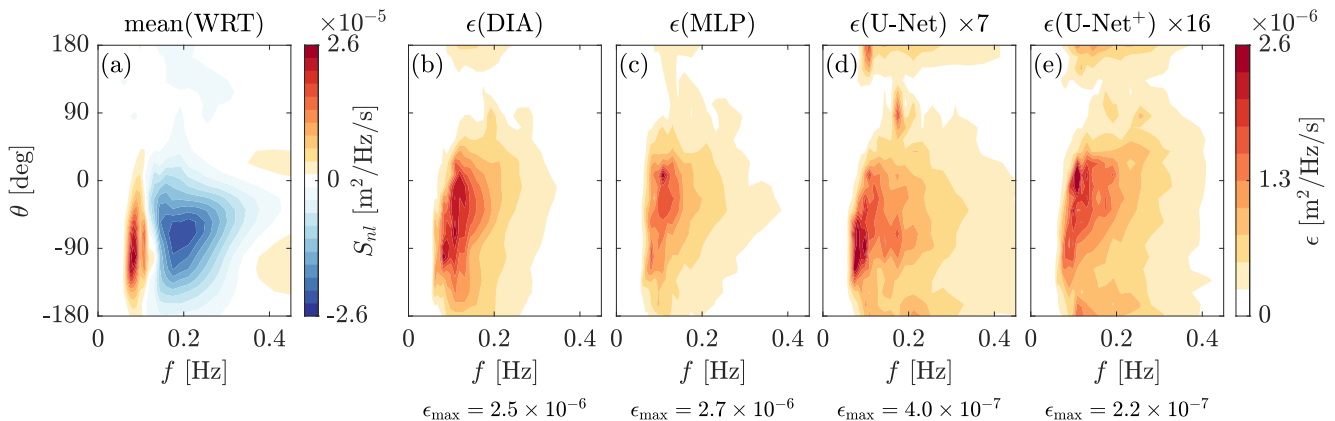 mean(WRT)
×10⁻⁵
ϵ(DIA)
ϵ(MLP)
ϵ(U-Net) ×7
ϵ(U-Net⁺) ×16
×10⁻⁶
(a)
(b)
(c)
(d)
(e)
180
90
0
-90
-180
θ [deg]
2.6
0
-2.6
S_nl [m²/Hz/s]
2.6
1.3
0
ϵ [m²/Hz/s]
0 0.2 0.4
0 0.2 0.4
0 0.2 0.4
0 0.2 0.4
0 0.2 0.4
f [Hz]
f [Hz]
f [Hz]
f [Hz]
f [Hz]
ϵ_max = 2.5 × 10⁻⁶
ϵ_max = 2.7 × 10⁻⁶
ϵ_max = 4.0 × 10⁻⁷
ϵ_max = 2.2 × 10⁻⁷